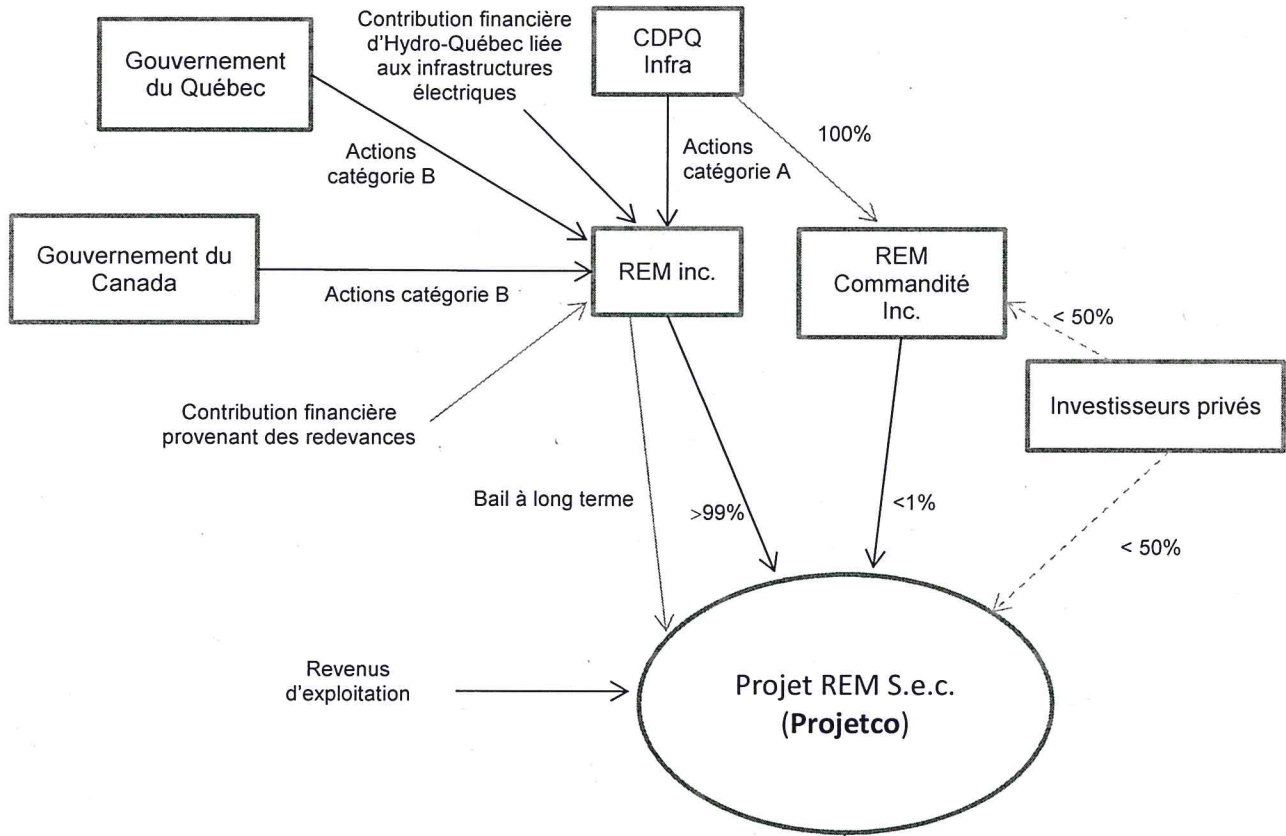 Contribution financière
d'Hydro-Québec liée
aux infrastructures
électriques
Gouvernement
du Québec
CDPQ
Infra
100%
Actions
catégorie B
Actions
catégorie A
Gouvernement du
Canada
Actions catégorie B
REM inc.
REM
Commandité
Inc.
< 50%
Investisseurs privés
Contribution financière
provenant des redevances
Bail à long terme
>99%
<1%
< 50%
Revenus
d'exploitation
Projet REM S.e.c.
(Projetco)